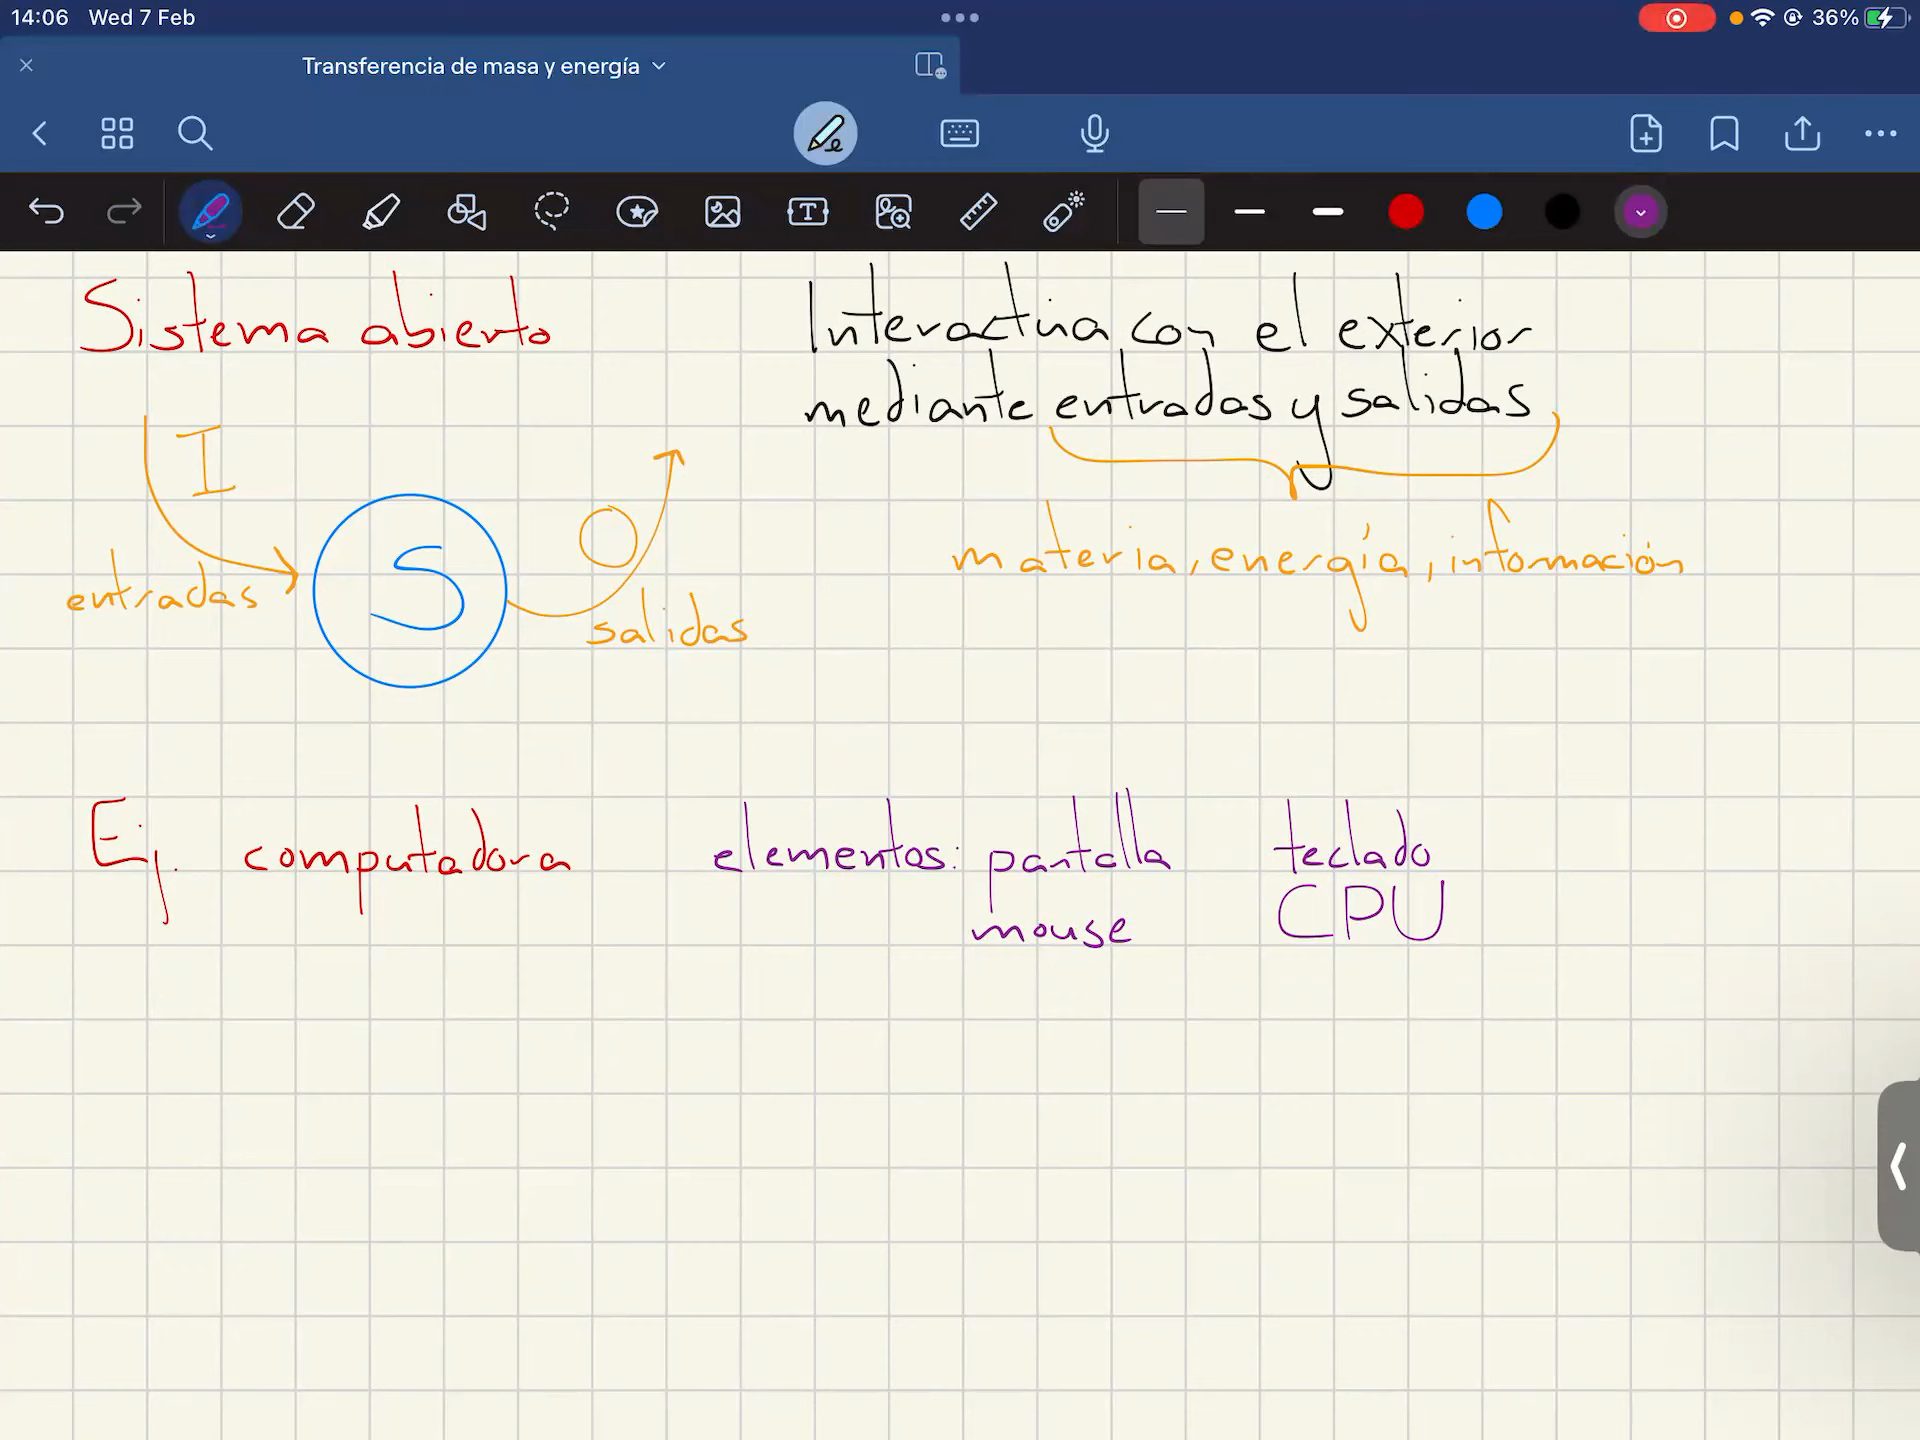 14:06 Wed 7 Feb
36%
Transferencia de masa y energía
T
Sistema abierto
Interactúa con el exterior
mediante entradas y salidas
I
O
S
materia, energía, información
entradas
salidas
Ej. computadora
elementos: pantalla teclado
mouse CPU